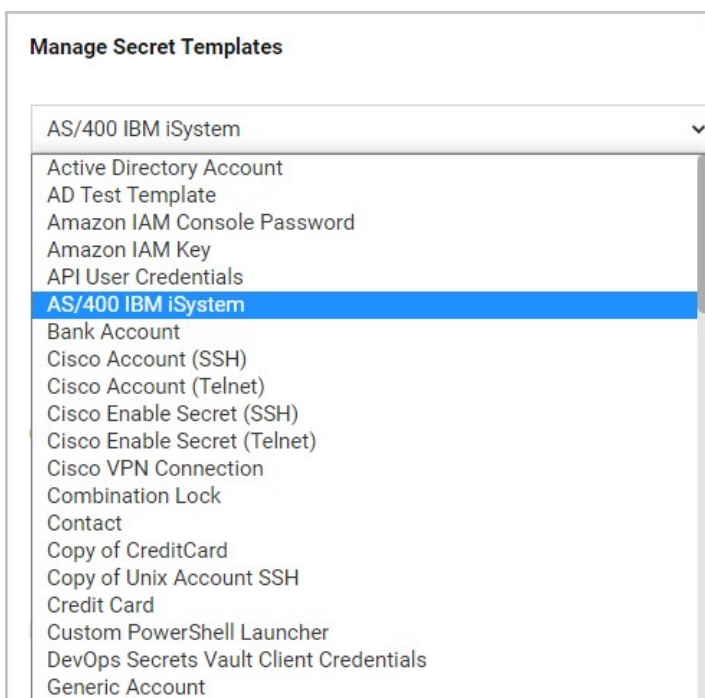 Manage Secret Templates
AS/400 IBM iSystem
Active Directory Account
AD Test Template
Amazon IAM Console Password
Amazon IAM Key
API User Credentials
AS/400 IBM iSystem
Bank Account
Cisco Account (SSH)
Cisco Account (Telnet)
Cisco Enable Secret (SSH)
Cisco Enable Secret (Telnet)
Cisco VPN Connection
Combination Lock
Contact
Copy of CreditCard
Copy of Unix Account SSH
Credit Card
Custom PowerShell Launcher
DevOps Secrets Vault Client Credentials
Generic Account